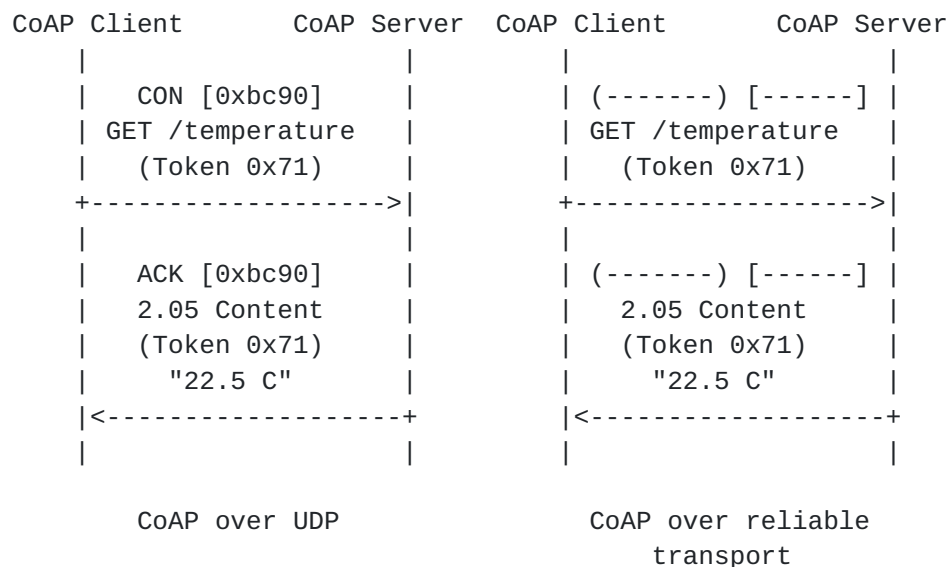 CoAP Client       CoAP Server  CoAP Client       CoAP Server
    |                    |         |                    |
    |   CON [0xbc90]     |         | (-------) [------] |
    | GET /temperature   |         | GET /temperature   |
    |   (Token 0x71)     |         |   (Token 0x71)     |
    +------------------->|         +------------------->|
    |                    |         |                    |
    |   ACK [0xbc90]     |         | (-------) [------] |
    |   2.05 Content     |         |   2.05 Content     |
    |   (Token 0x71)     |         |   (Token 0x71)     |
    |     "22.5 C"       |         |     "22.5 C"       |
    |<-------------------+         |<-------------------+
    |                    |         |                    |
        CoAP over UDP                CoAP over reliable
                                         transport